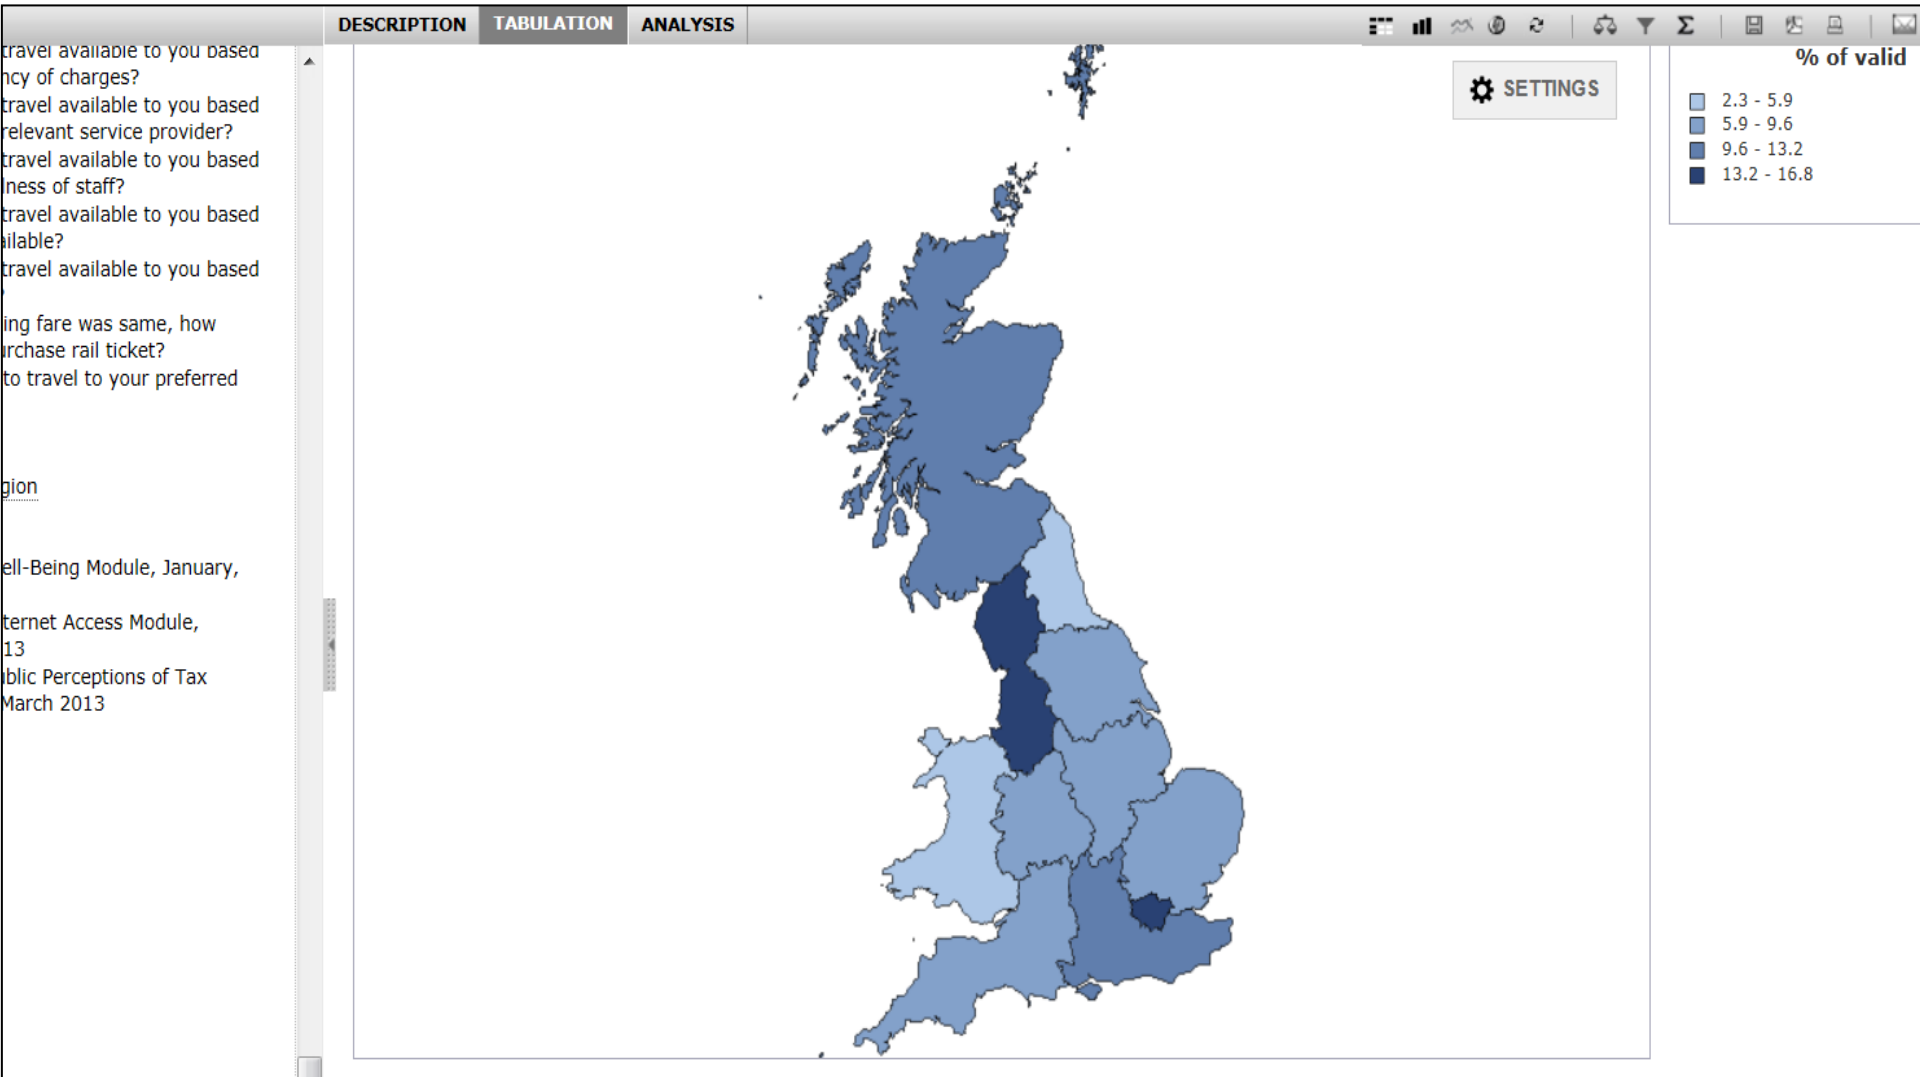 DESCRIPTION TABULATION ANALYSIS
travel available to you based
ncy of charges?
travel available to you based
relevant service provider?
travel available to you based
lness of staff?
travel available to you based
ailable?
travel available to you based
?
ing fare was same, how
urchase rail ticket?
to travel to your preferred
gion
ell-Being Module, January,
ternet Access Module,
13
ublic Perceptions of Tax
March 2013
SETTINGS
% of valid
2.3 - 5.9
5.9 - 9.6
9.6 - 13.2
13.2 - 16.8